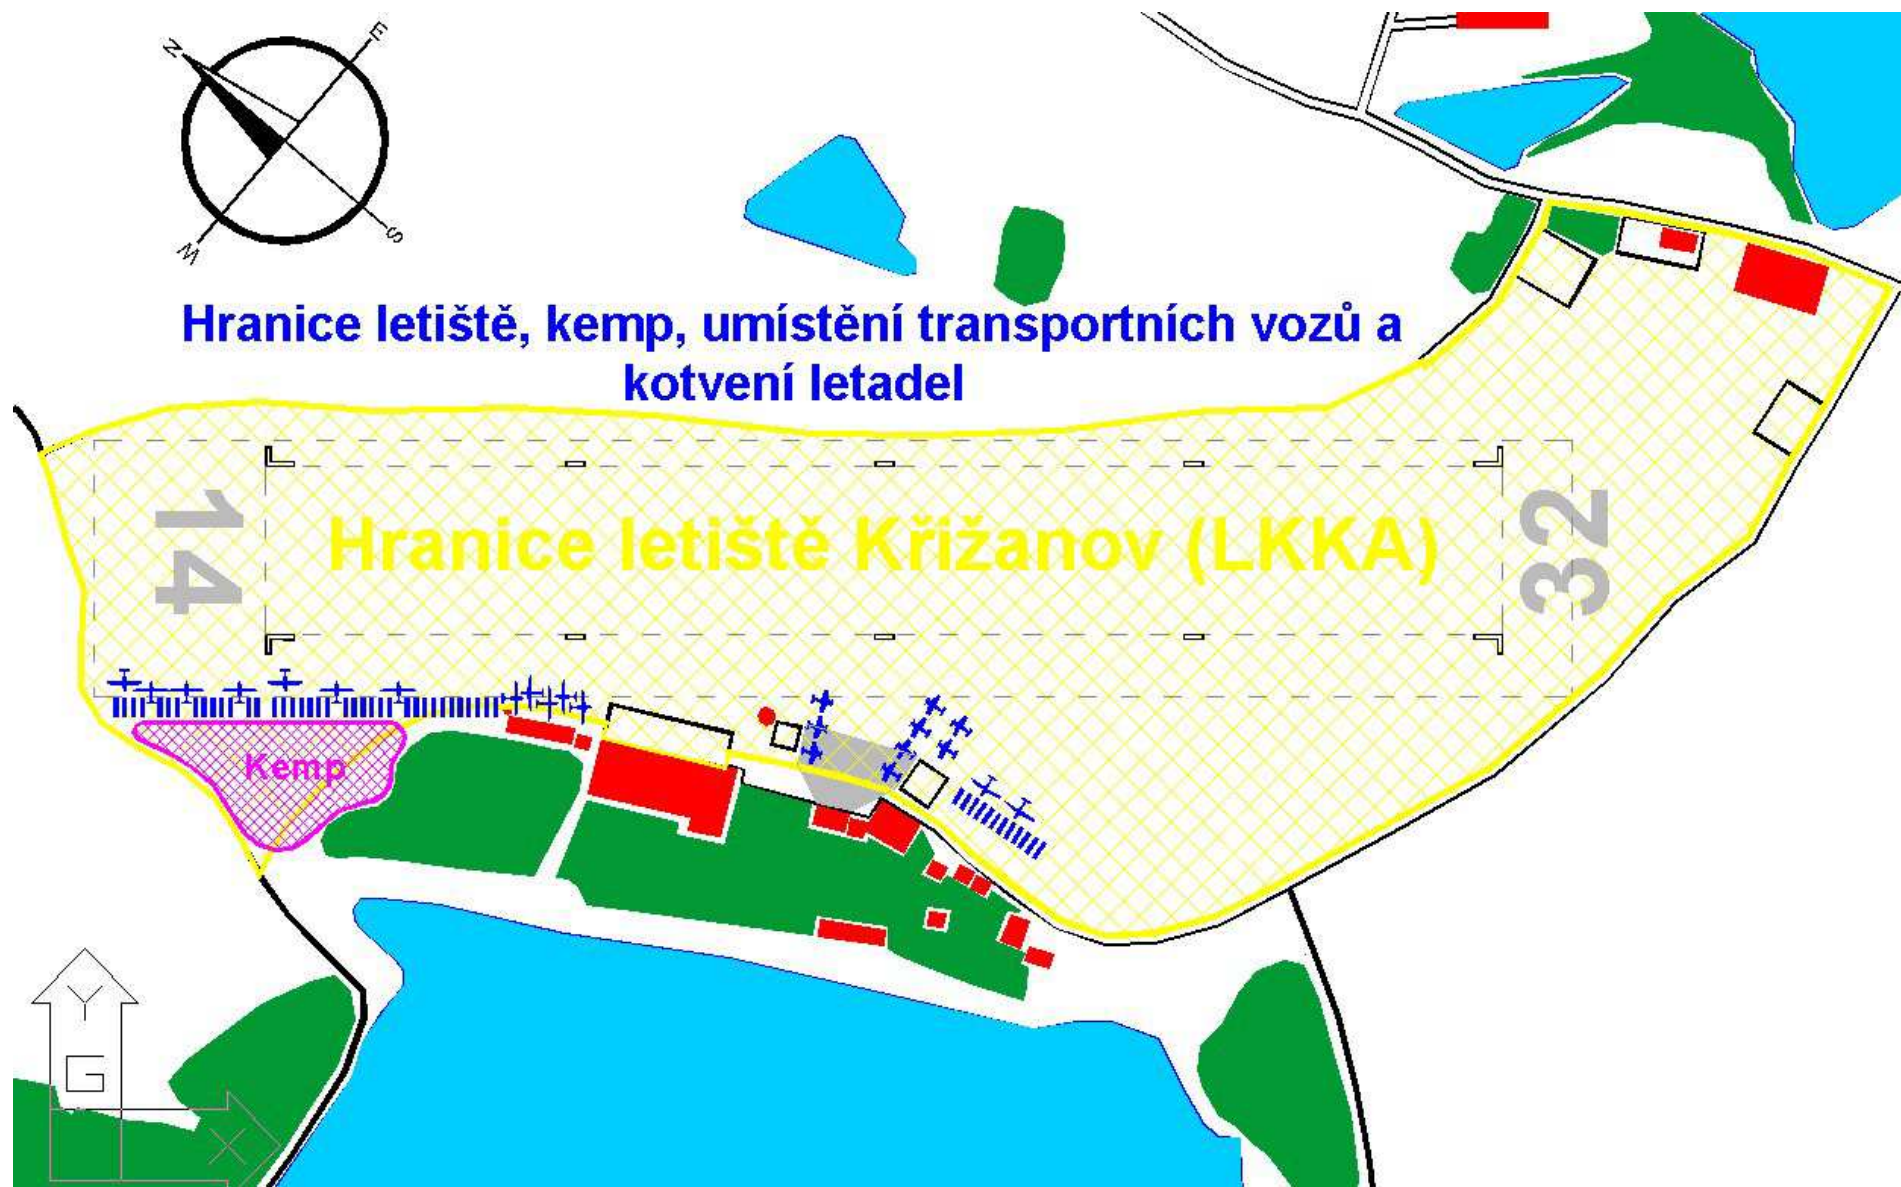 N
E
W
S
Hranice letiště, kemp, umístění transportních vozů a
kotvení letadel
14
Hranice letiště Křižanov (LKKA)
32
Kemp
Y
G
X